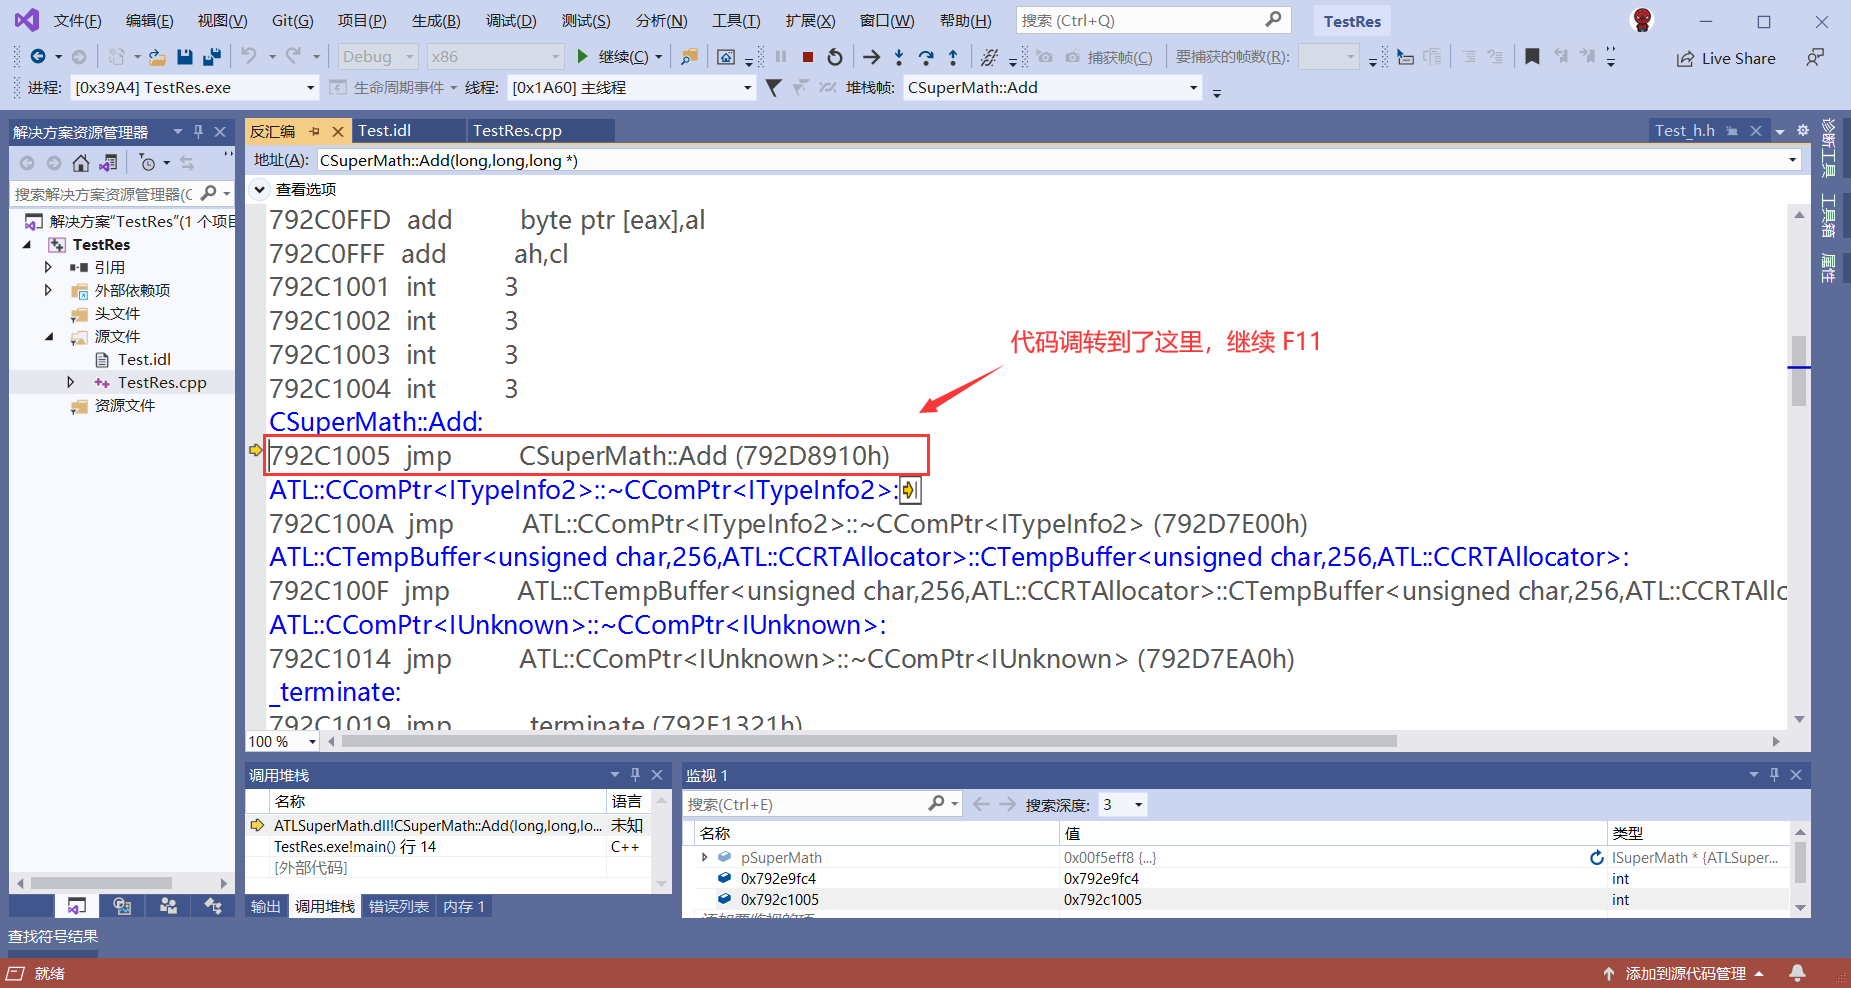 文件(F) 编辑(E) 视图(V) Git(G) 项目(P) 生成(B) 调试(D) 测试(S) 分析(N) 工具(T) 扩展(X) 窗口(W) 帮助(H) 搜索 (Ctrl+Q) TestRes
Debug x86 继续(C) 捕获帧(C) 要捕获的帧数(R): Live Share
进程: [0x39A4] TestRes.exe 生命周期事件 线程: [0x1A60] 主线程 堆栈帧: CSuperMath::Add
解决方案资源管理器
搜索解决方案资源管理器(C
解决方案"TestRes"(1 个项目
TestRes
引用
外部依赖项
头文件
源文件
Test.idl
TestRes.cpp
资源文件
反汇编 Test.idl TestRes.cpp Test_h.h
地址(A): CSuperMath::Add(long,long,long *)
查看选项
792C0FFD add byte ptr [eax],al
792C0FFF add ah,cl
792C1001 int 3
792C1002 int 3
792C1003 int 3
792C1004 int 3
CSuperMath::Add:
792C1005 jmp CSuperMath::Add (792D8910h)
ATL::CComPtr<ITypeInfo2>::~CComPtr<ITypeInfo2>:
792C100A jmp ATL::CComPtr<ITypeInfo2>::~CComPtr<ITypeInfo2> (792D7E00h)
ATL::CTempBuffer<unsigned char,256,ATL::CCRTAllocator>::CTempBuffer<unsigned char,256,ATL::CCRTAllocator>:
792C100F jmp ATL::CTempBuffer<unsigned char,256,ATL::CCRTAllocator>::CTempBuffer<unsigned char,256,ATL::CCRTAllo
ATL::CComPtr<IUnknown>::~CComPtr<IUnknown>:
792C1014 jmp ATL::CComPtr<IUnknown>::~CComPtr<IUnknown> (792D7EA0h)
_terminate:
792C1019 jmp _terminate (792E1321h)
代码调转到了这里，继续 F11
100 %
诊断工具
工具箱
属性
调用堆栈
名称 语言
ATLSuperMath.dll!CSuperMath::Add(long,long,lo... 未知
TestRes.exe!main() 行 14 C++
[外部代码]
输出 调用堆栈 错误列表 内存 1
监视 1
搜索(Ctrl+E) 搜索深度: 3
名称 值 类型
pSuperMath 0x00f5eff8 {...} ISuperMath * {ATLSuper...
0x792e9fc4 0x792e9fc4 int
0x792c1005 0x792c1005 int
添加要监视的项
查找符号结果
就绪 添加到源代码管理